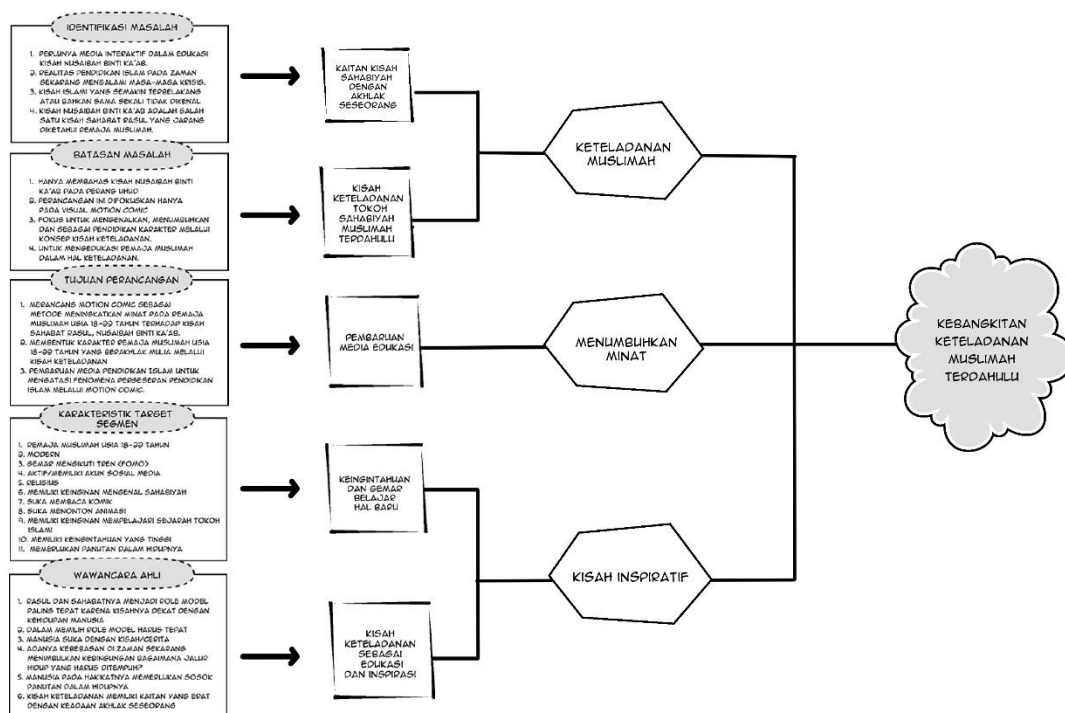 IDENTIFIKASI MASALAH
1. PERLUNYA MEDIA INTERAKTIF DALAM EDUKASI
KISAH NUSAIBAH BINTI KA'AB.
2. REALITAS PENDIDIKAN ISLAM PADA ZAMAN
SEKARANG MENGALAMI MASA-MASA KRISIS.
3. KISAH ISLAMI YANG SEMAKIN TERBELAKANG
ATAU BAHKAN SAMA SEKALI TIDAK DIKENAL
4. KISAH NUSAIBAH BINTI KA'AB ADALAH SALAH
SATU KISAH SAHABAT RASUL YANG JARANG
DIKETAHUI REMAJA MUSLIMAH.
BATASAN MASALAH
1. HANYA MEMBAHAS KISAH NUSAIBAH BINTI
KA'AB PADA PERANG UHUD
2. PERANCANGAN INI DIFOKUSKAN HANYA
PADA VISUAL MOTION COMIC
3. FOKUS UNTUK MENGENALKAN, MENUMBUHKAN
DAN SEBAGAI PENDIDIKAN KARAKTER MELALUI
KONSEP KISAH KETELADANAN.
4. UNTUK MENGEDUKASI REMAJA MUSLIMAH
DALAM HAL KETELADANAN.
TUJUAN PERANCANGAN
1. MERANCANG MOTION COMIC SEBAGAI
METODE MENINGKATKAN MINAT PADA REMAJA
MUSLIMAH USIA 18-22 TAHUN TERHADAP KISAH
SAHABAT RASUL, NUSAIBAH BINTI KA'AB.
2. MEMBENTUK KARAKTER REMAJA MUSLIMAH USIA
18-22 TAHUN YANG BERAKHLAK MULIA MELALUI
KISAH KETELADANAN
3. PEMBARUAN MEDIA PENDIDIKAN ISLAM UNTUK
MENGATASI FENOMENA PERGESERAN PENDIDIKAN
ISLAM MELALUI MOTION COMIC.
KARAKTERISTIK TARGET
SEGMEN
1. REMAJA MUSLIMAH USIA 18-22 TAHUN
2. MODERN
3. GEMAR MENGIKUTI TREN (FOMO)
4. AKTIF/MEMILIKI AKUN SOSIAL MEDIA
5. RELIGIUS
6. MEMILIKI KEINGINAN MENGENAL SAHABIYAH
7. SUKA MEMBACA KOMIK
8. SUKA MENONTON ANIMASI
9. MEMILIKI KEINGINAN MEMPELAJARI SEJARAH TOKOH
ISLAMI
10. MEMILIKI KEINGINTAHUAN YANG TINGGI
11. MEMERLUKAN PANUTAN DALAM HIDUPNYA
WAWANCARA AHLI
1. RASUL DAN SAHABATNYA MENJADI ROLE MODEL
PALING TEPAT KARENA KISAHNYA DEKAT DENGAN
KEHIDUPAN MANUSIA
2. DALAM MEMILIH ROLE MODEL HARUS TEPAT
3. MANUSIA SUKA DENGAN KISAH/CERITA
4. ADANYA KEBEBASAN DI ZAMAN SEKARANG
MENIMBULKAN KEBINGUNGAN BAGAIMANA JALUR
HIDUP YANG HARUS DITEMPUH?
5. MANUSIA PADA HAKIKATNYA MEMERLUKAN SOSOK
PANUTAN DALAM HIDUPNYA
6. KISAH KETELADANAN MEMILIKI KAITAN YANG ERAT
DENGAN KEADAAN AKHLAK SESEORANG
KAITAN KISAH
SAHABIYAH
DENGAN
AKHLAK
SESEORANG
KISAH
KETELADANAN
TOKOH
SAHABIYAH
MUSLIMAH
TERDAHULU
PEMBARUAN
MEDIA EDUKASI
KEINGINTAHUAN
DAN GEMAR
BELAJAR
HAL BARU
KISAH
KETELADANAN
SEBAGAI
EDUKASI
DAN INSPIRASI
KETELADANAN
MUSLIMAH
MENUMBUHKAN
MINAT
KISAH INSPIRATIF
KEBANGKITAN
KETELADANAN
MUSLIMAH
TERDAHULU